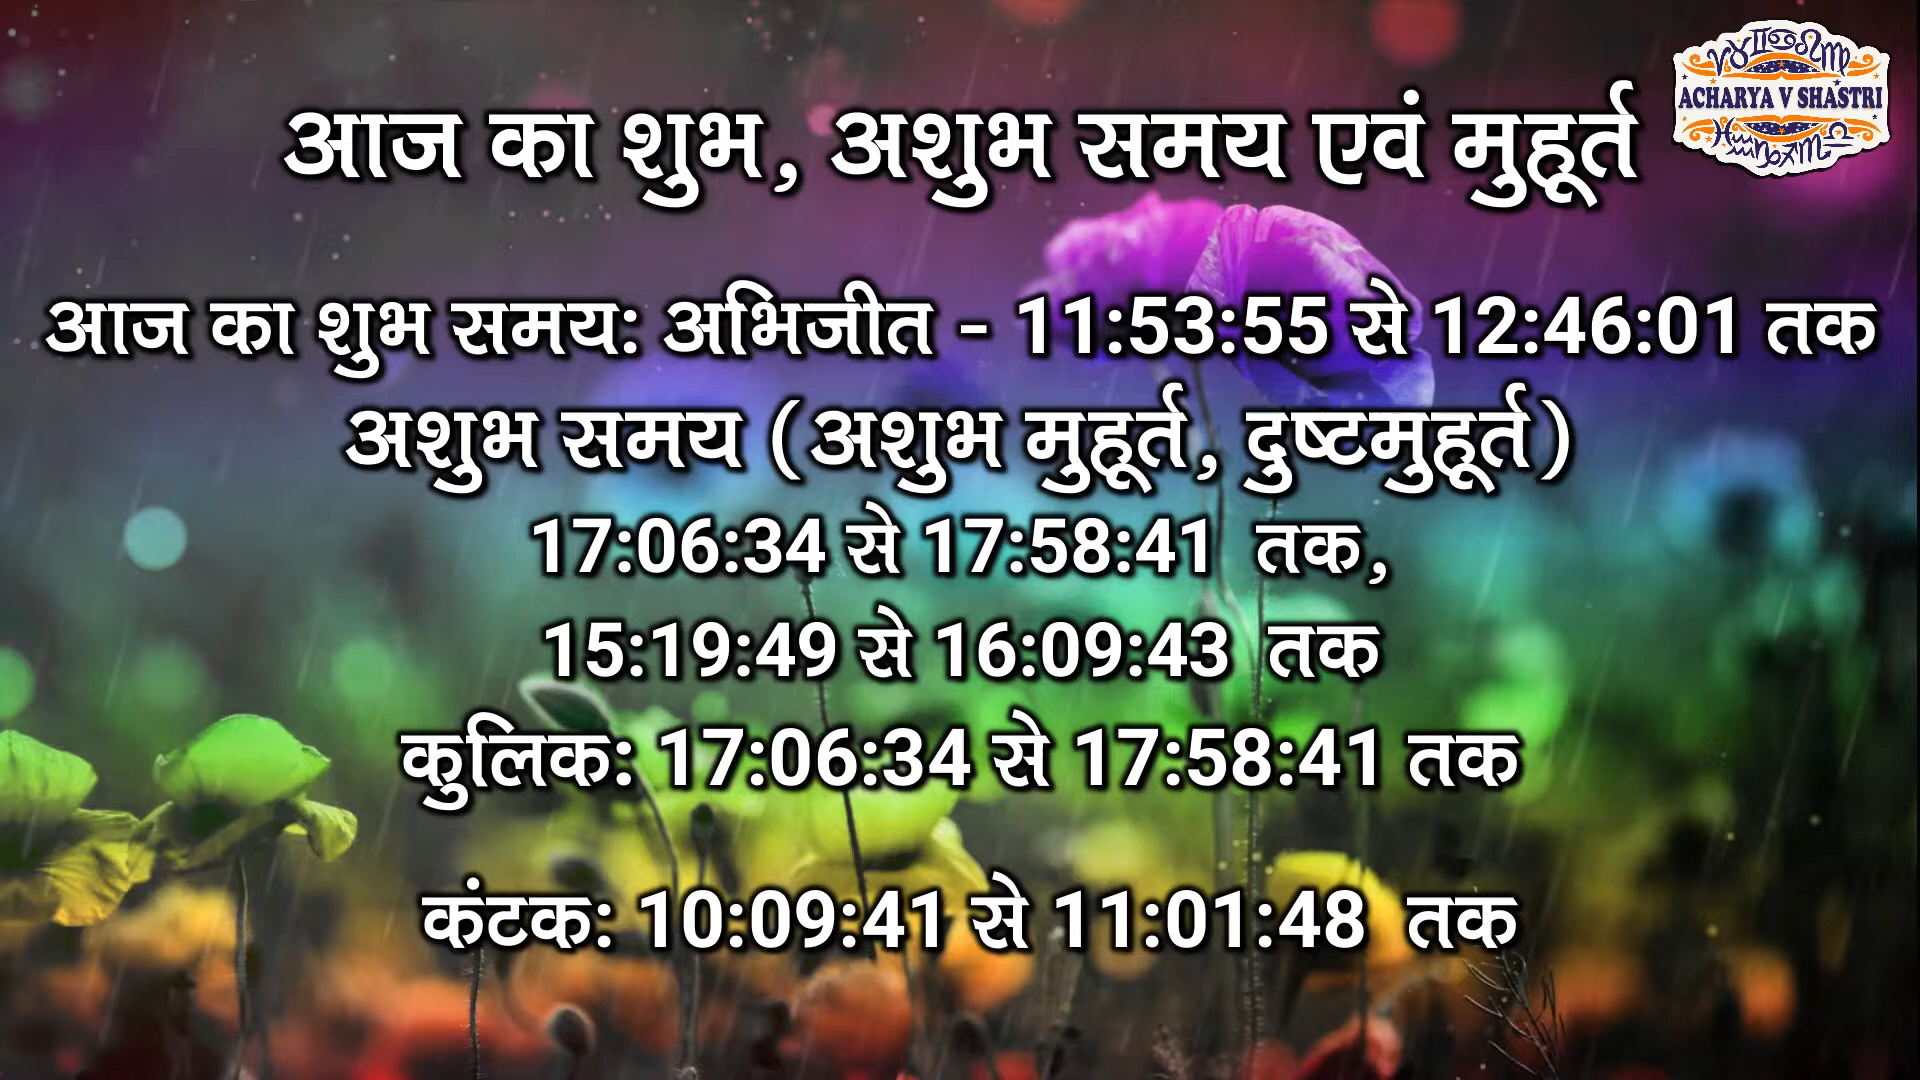 ACHARYA V SHASTRI
आज का शुभ, अशुभ समय एवं मुहूर्त
आज का शुभ समय: अभिजीत - 11:53:55 से 12:46:01 तक
अशुभ समय (अशुभ मुहूर्त, दुष्टमुहूर्त)
17:06:34 से 17:58:41 तक,
15:19:49 से 16:09:43 तक
कुलिक: 17:06:34 से 17:58:41 तक
कंटक: 10:09:41 से 11:01:48 तक